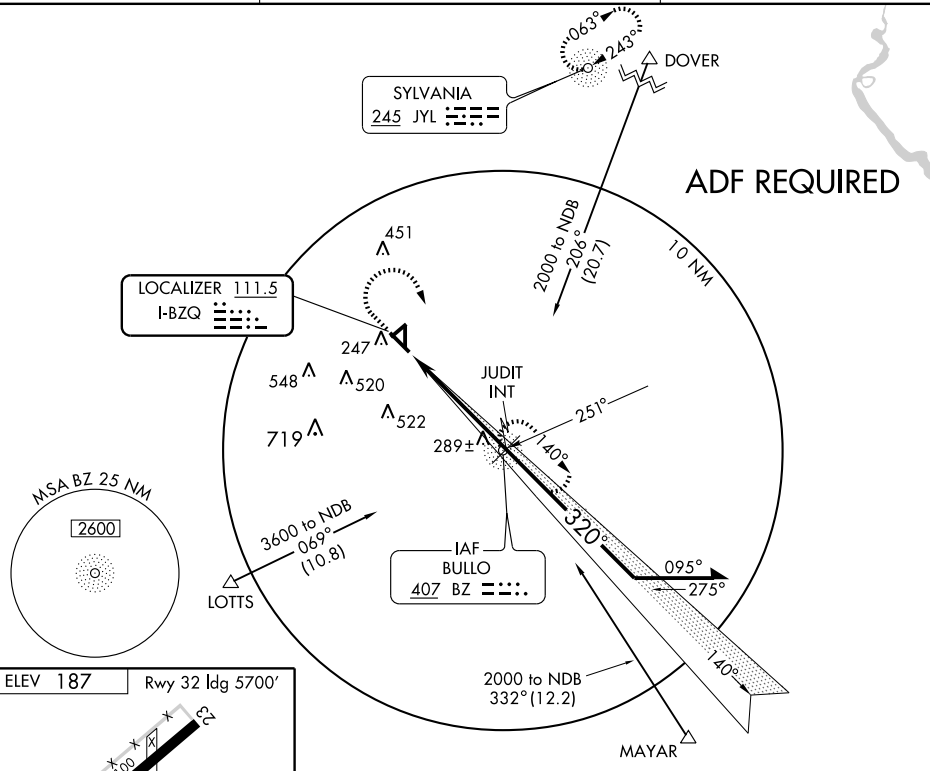 063°
243°
DOVER
SYLVANIA
245 JYL
ADF REQUIRED
2000 to NDB
206°
(20.7)
10 NM
451
LOCALIZER 111.5
I-BZQ
247
548
520
522
719
289±
JUDIT
INT
251°
140°
MSA BZ 25 NM
2600
3600 to NDB
069°
(10.8)
LOTTS
IAF
BULLO
407 BZ
320°
095°
275°
140°
2000 to NDB
332° (12.2)
MAYAR
ELEV 187
Rwy 32 ldg 5700'
X
X
X
X
23